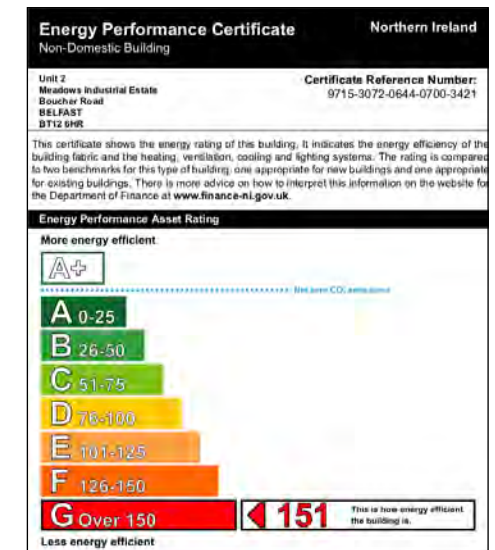 Energy Performance Certificate
Northern Ireland
Non-Domestic Building
Unit 2
Meadows Industrial Estate
Boucher Road
BELFAST
BT12 6HR
Certificate Reference Number:
9715-3072-0644-0700-3421
This certificate shows the energy rating of this building. It indicates the energy efficiency of the
building fabric and the heating, ventilation, cooling and lighting systems. The rating is compared
to two benchmarks for this type of building: one appropriate for new buildings and one appropriate
for existing buildings. There is more advice on how to interpret this information on the website for
the Department of Finance at www.finance-ni.gov.uk.
Energy Performance Asset Rating
More energy efficient
A+
Net zero CO₂ emissions
A 0-25
B 26-50
C 51-75
D 76-100
E 101-125
F 126-150
G Over 150
151
This is how energy efficient
the building is.
Less energy efficient